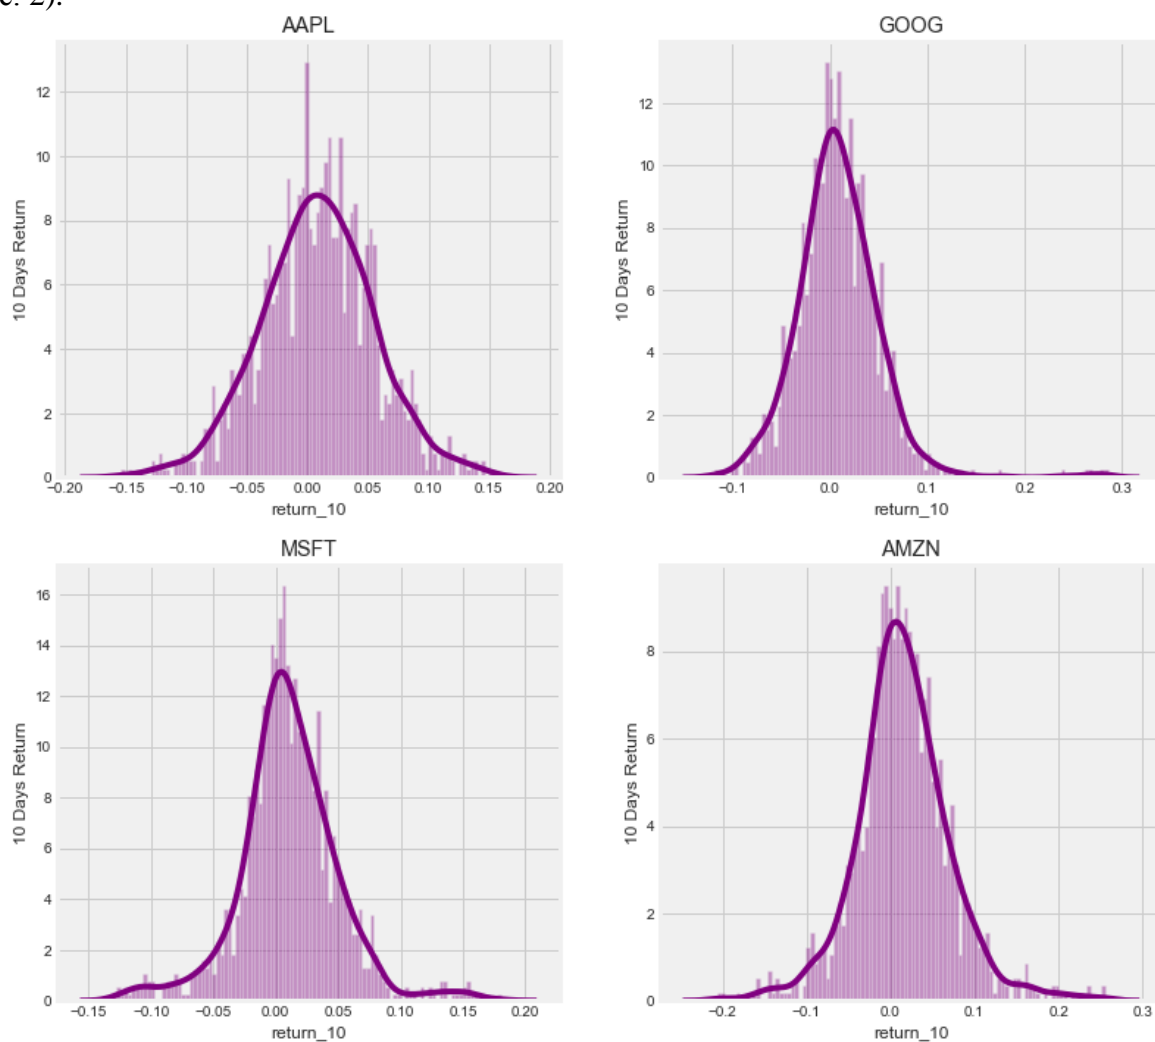 c. 2).
AAPL
GOOG
10 Days Return
12
10
8
6
4
2
0
−0.20 −0.15 −0.10 −0.05 0.00 0.05 0.10 0.15 0.20
return_10
10 Days Return
12
10
8
6
4
2
0
−0.1 0.0 0.1 0.2 0.3
return_10
MSFT
AMZN
10 Days Return
16
14
12
10
8
6
4
2
0
−0.15 −0.10 −0.05 0.00 0.05 0.10 0.15 0.20
return_10
10 Days Return
8
6
4
2
0
−0.2 −0.1 0.0 0.1 0.2 0.3
return_10